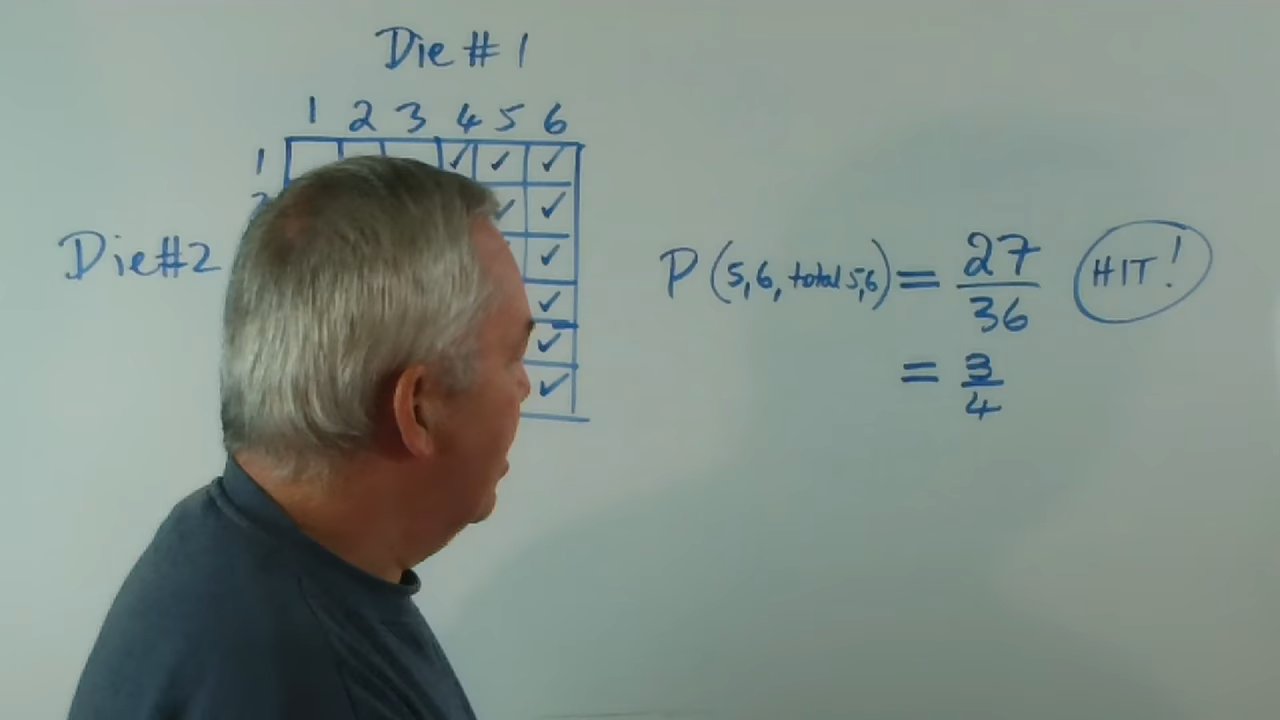 Die # 1
1 2 3 4 5 6
1 ✓ ✓ ✓
✓ ✓
Die #2 ✓
✓
✓
✓
P(5,6, total 5,6) = 27/36 HIT!
= 3/4